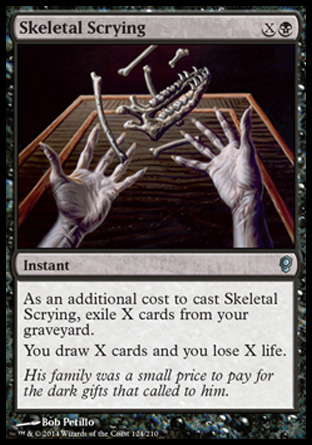 Skeletal Scrying X
Instant
As an additional cost to cast Skeletal
Scrying, exile X cards from your
graveyard.
You draw X cards and you lose X life.
His family was a small price to pay for
the dark gifts that called to him.
Bob Petillo
™ & © 2014 Wizards of the Coast 124/210